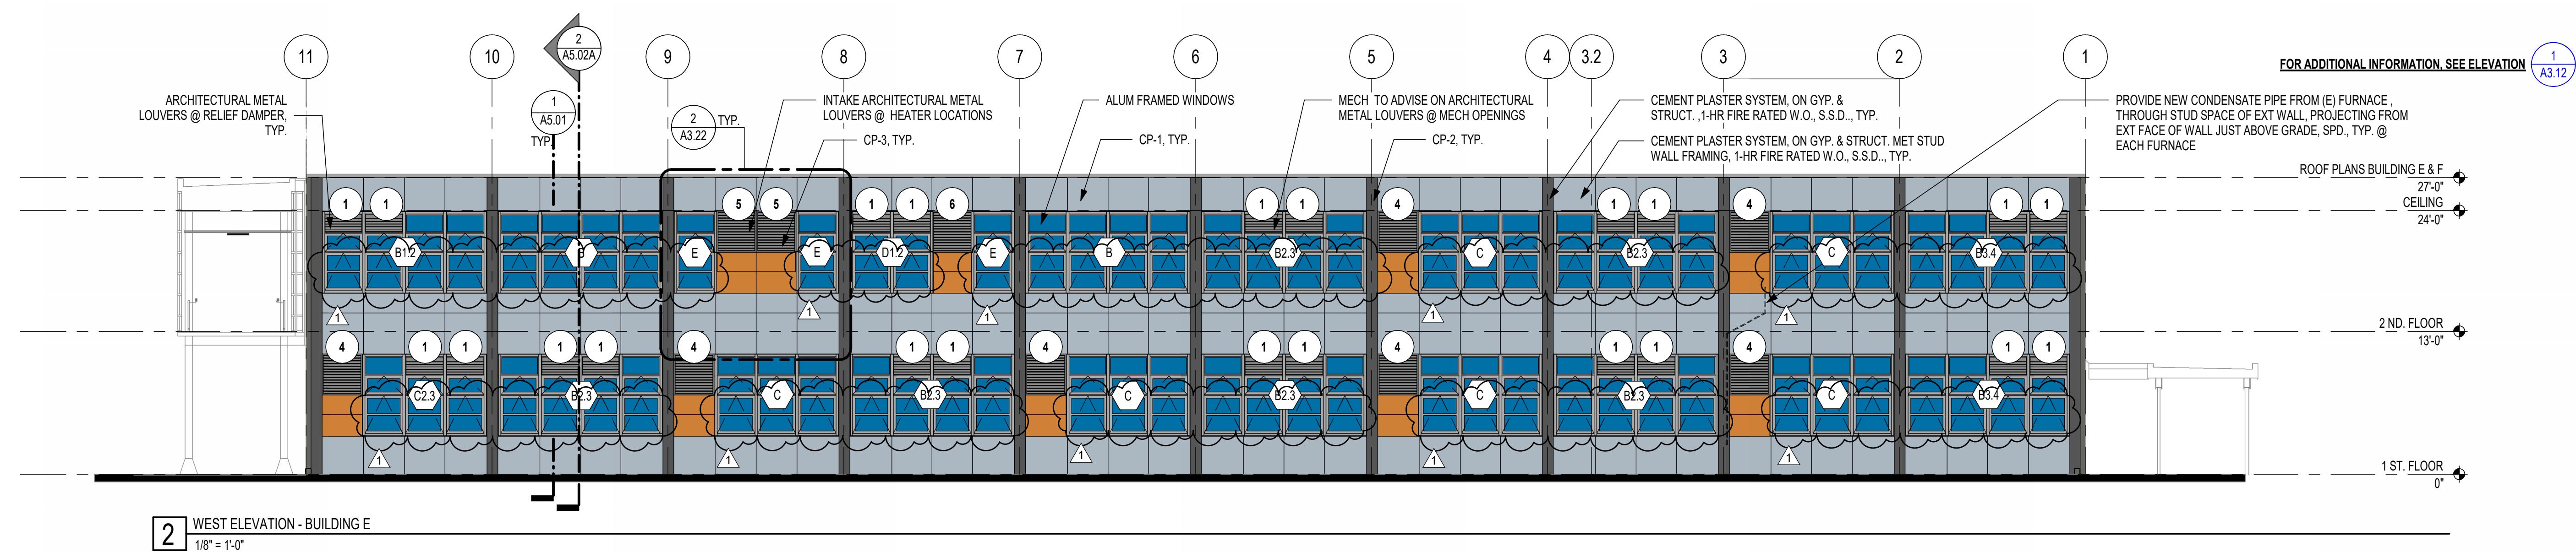 11
10
2
A5.02A
9
8
7
6
5
4
3.2
3
2
1
FOR ADDITIONAL INFORMATION, SEE ELEVATION
1
A3.12
ARCHITECTURAL METAL
LOUVERS @ RELIEF DAMPER,
TYP.
1
A5.01
TYP.
2
A3.22
TYP.
INTAKE ARCHITECTURAL METAL
LOUVERS @ HEATER LOCATIONS
CP-3, TYP.
ALUM FRAMED WINDOWS
CP-1, TYP.
MECH TO ADVISE ON ARCHITECTURAL
METAL LOUVERS @ MECH OPENINGS
CP-2, TYP.
CEMENT PLASTER SYSTEM, ON GYP. &
STRUCT. ,1-HR FIRE RATED W.O., S.S.D.., TYP.
CEMENT PLASTER SYSTEM, ON GYP. & STRUCT. MET STUD
WALL FRAMING, 1-HR FIRE RATED W.O., S.S.D.., TYP.
PROVIDE NEW CONDENSATE PIPE FROM (E) FURNACE ,
THROUGH STUD SPACE OF EXT WALL, PROJECTING FROM
EXT FACE OF WALL JUST ABOVE GRADE, SPD., TYP. @
EACH FURNACE
ROOF PLANS BUILDING E & F
27'-0"
CEILING
24'-0"
1 1 5 5 1 1 6 1 1 4 1 1 4 1 1
B1.2 B E E D1.2 E B B2.3 C B2.3 C B3.4
1 1 1 1 1
2 ND. FLOOR
13'-0"
4 1 1 1 1 4 1 1 4 1 1 4 1 1 4 1 1
C2.3 B2.3 C B2.3 C B2.3 C B2.3 C B3.4
1 1 1 1 1
1 ST. FLOOR
0"
2
WEST ELEVATION - BUILDING E
1/8" = 1'-0"